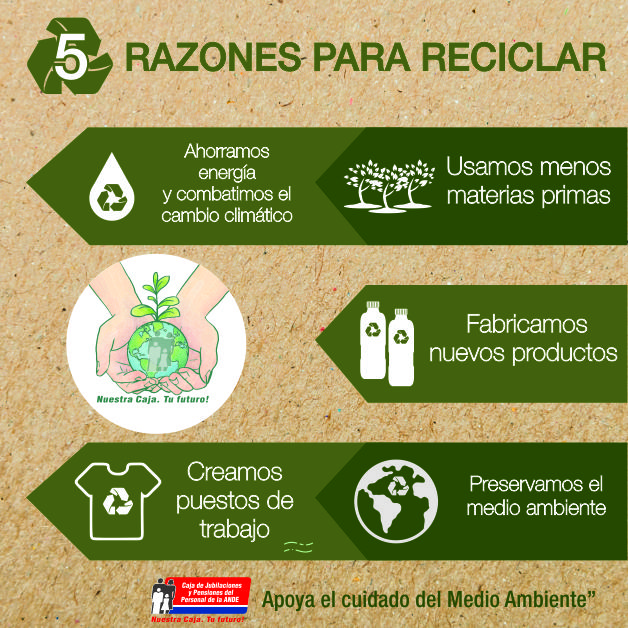 5 RAZONES PARA RECICLAR
Ahorramos
energía
y combatimos el
cambio climático
Usamos menos
materias primas
Nuestra Caja. Tu futuro!
Fabricamos
nuevos productos
Creamos
puestos de
trabajo
Preservamos el
medio ambiente
Caja de Jubilaciones
y Pensiones del
Personal de la ANDE
Nuestra Caja. Tu futuro!
Apoya el cuidado del Medio Ambiente”